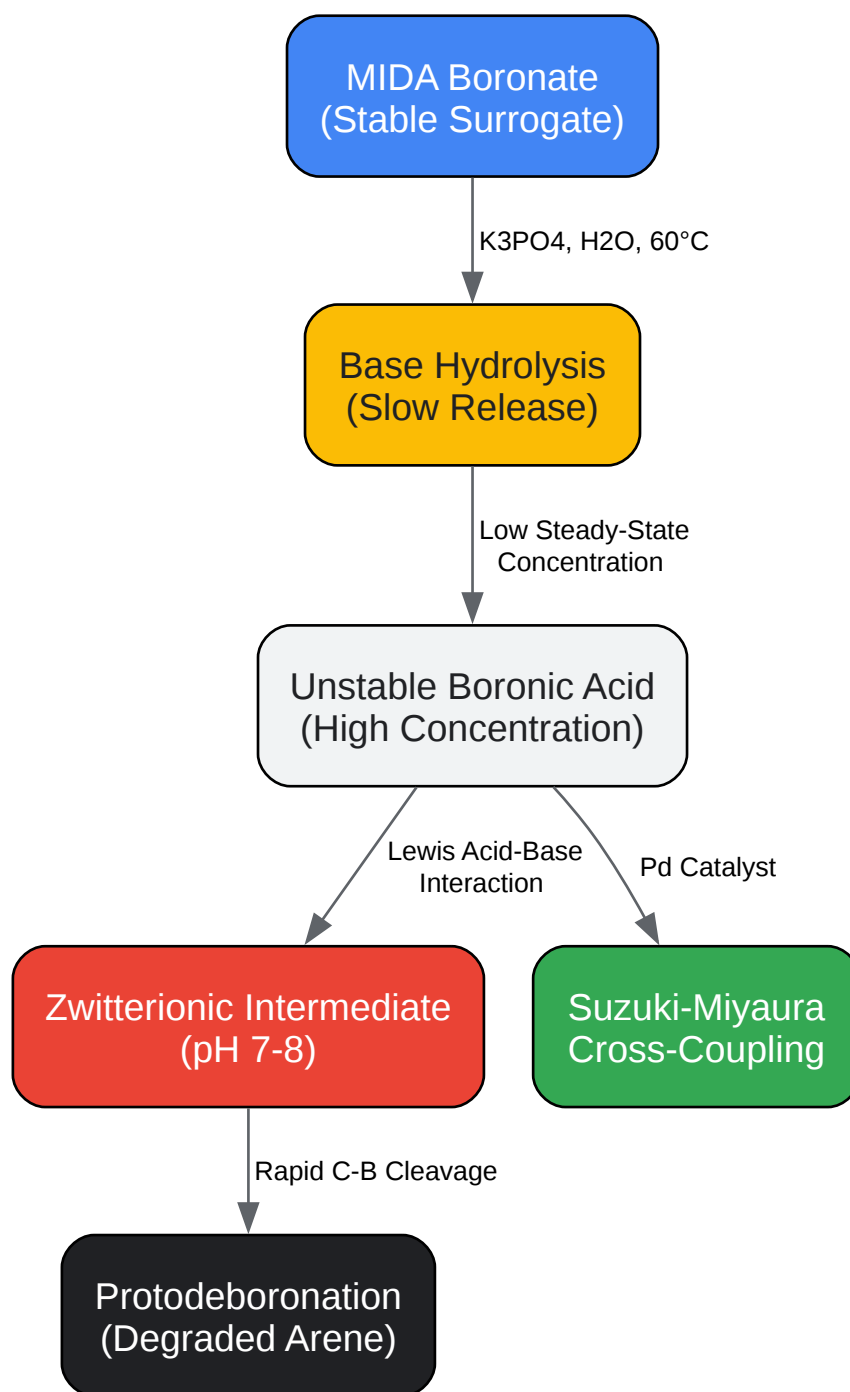 MIDA Boronate
(Stable Surrogate)
K3PO4, H2O, 60°C
Base Hydrolysis
(Slow Release)
Low Steady-State
Concentration
Unstable Boronic Acid
(High Concentration)
Lewis Acid-Base
Interaction
Pd Catalyst
Zwitterionic Intermediate
(pH 7-8)
Suzuki-Miyaura
Cross-Coupling
Rapid C-B Cleavage
Protodeboronation
(Degraded Arene)